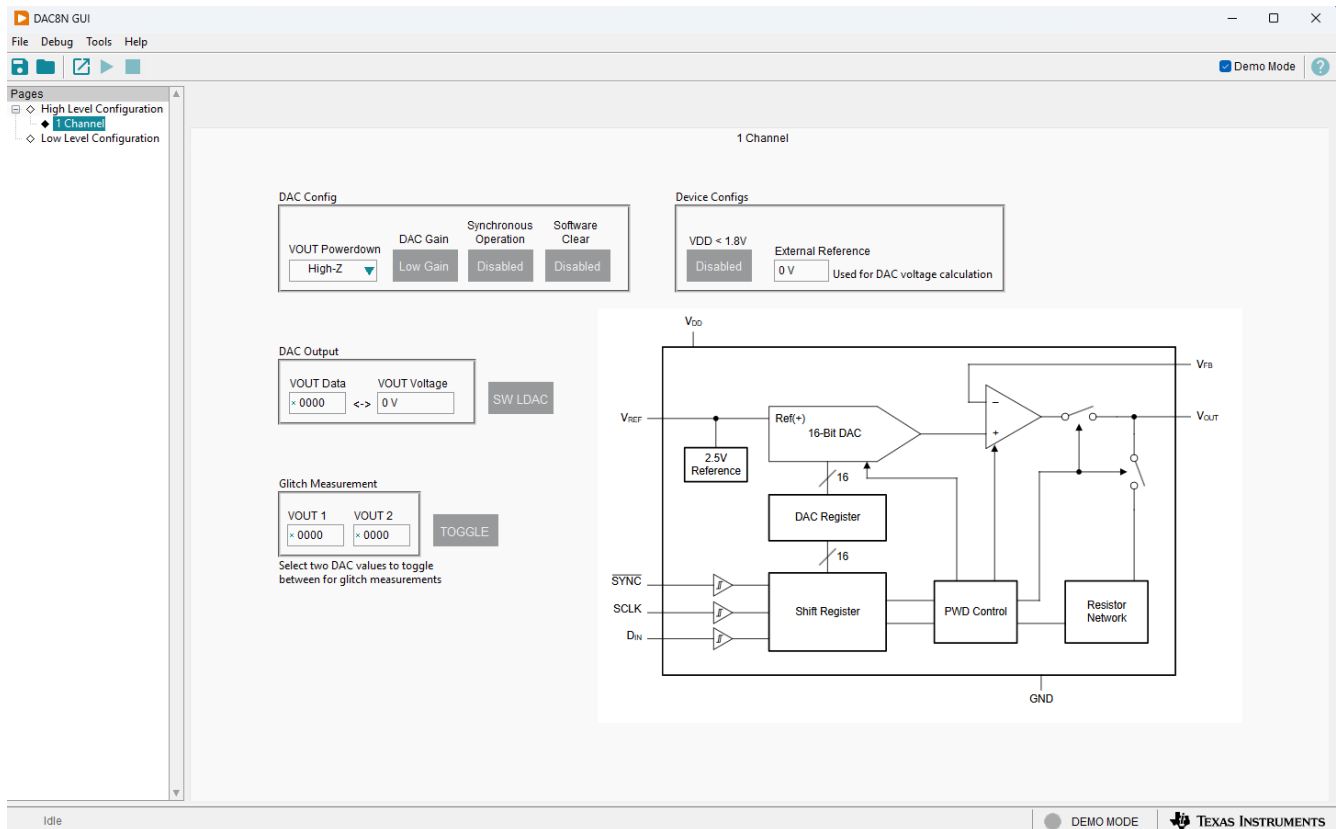 DAC8N GUI
File Debug Tools Help
Demo Mode
Pages
High Level Configuration
1 Channel
Low Level Configuration
1 Channel
DAC Config
VOUT Powerdown
High-Z
DAC Gain
Low Gain
Synchronous
Operation
Disabled
Software
Clear
Disabled
Device Configs
VDD < 1.8V
Disabled
External Reference
0 V
Used for DAC voltage calculation
DAC Output
VOUT Data
× 0000
<->
VOUT Voltage
0 V
SW LDAC
Glitch Measurement
VOUT 1
× 0000
VOUT 2
× 0000
TOGGLE
Select two DAC values to toggle
between for glitch measurements
VDD
VREF
2.5V
Reference
Ref(+)
16-Bit DAC
16
DAC Register
16
Shift Register
SYNC
SCLK
DIN
PWD Control
Resistor
Network
VFB
VOUT
GND
Idle
DEMO MODE
TEXAS INSTRUMENTS